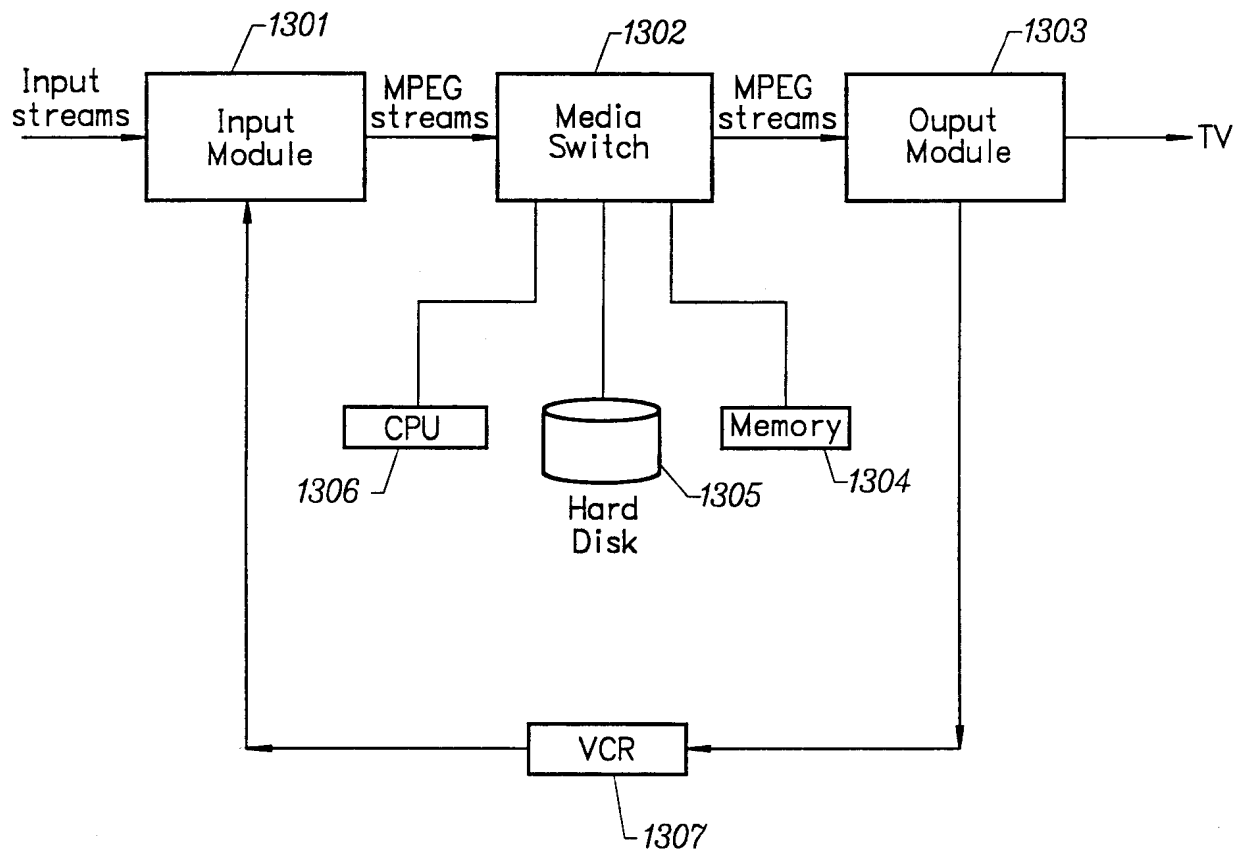 1301
1302
1303
Input
streams
Input
Module
MPEG
streams
Media
Switch
MPEG
streams
Ouput
Module
TV
CPU
1306
Hard
Disk
1305
Memory
1304
VCR
1307